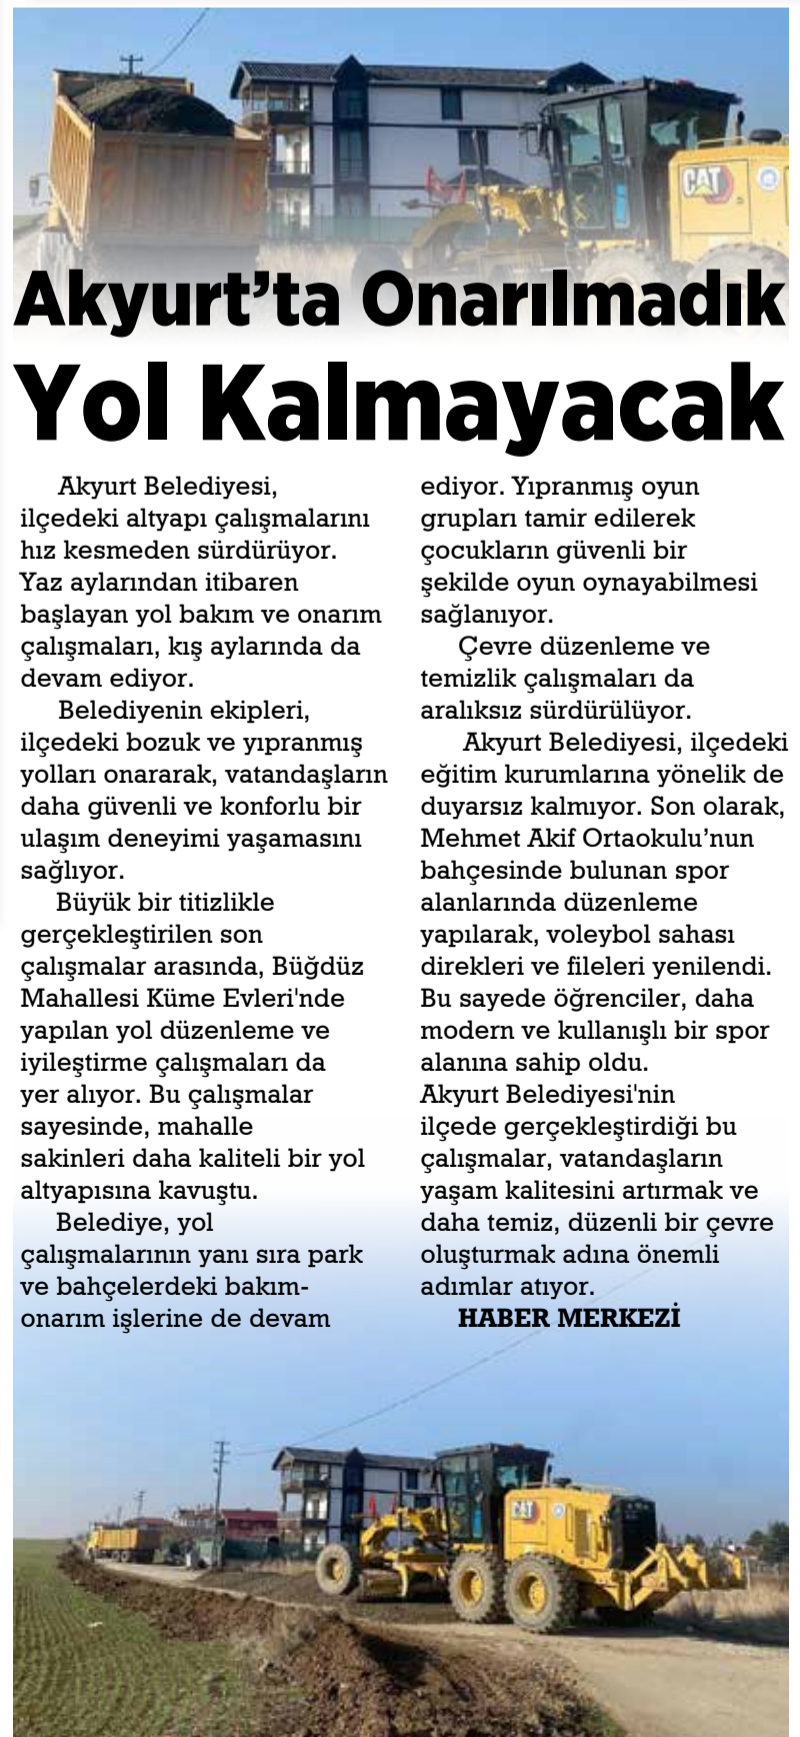 CAT
Akyurt’ta Onarılmadık
Yol Kalmayacak
Akyurt Belediyesi,
ilçedeki altyapı çalışmalarını
hız kesmeden sürdürüyor.
Yaz aylarından itibaren
başlayan yol bakım ve onarım
çalışmaları, kış aylarında da
devam ediyor.
Belediyenin ekipleri,
ilçedeki bozuk ve yıpranmış
yolları onararak, vatandaşların
daha güvenli ve konforlu bir
ulaşım deneyimi yaşamasını
sağlıyor.
Büyük bir titizlikle
gerçekleştirilen son
çalışmalar arasında, Büğdüz
Mahallesi Küme Evleri'nde
yapılan yol düzenleme ve
iyileştirme çalışmaları da
yer alıyor. Bu çalışmalar
sayesinde, mahalle
sakinleri daha kaliteli bir yol
altyapısına kavuştu.
Belediye, yol
çalışmalarının yanı sıra park
ve bahçelerdeki bakım-
onarım işlerine de devam
ediyor. Yıpranmış oyun
grupları tamir edilerek
çocukların güvenli bir
şekilde oyun oynayabilmesi
sağlanıyor.
Çevre düzenleme ve
temizlik çalışmaları da
aralıksız sürdürülüyor.
Akyurt Belediyesi, ilçedeki
eğitim kurumlarına yönelik de
duyarsız kalmıyor. Son olarak,
Mehmet Akif Ortaokulu’nun
bahçesinde bulunan spor
alanlarında düzenleme
yapılarak, voleybol sahası
direkleri ve fileleri yenilendi.
Bu sayede öğrenciler, daha
modern ve kullanışlı bir spor
alanına sahip oldu.
Akyurt Belediyesi'nin
ilçede gerçekleştirdiği bu
çalışmalar, vatandaşların
yaşam kalitesini artırmak ve
daha temiz, düzenli bir çevre
oluşturmak adına önemli
adımlar atıyor.
HABER MERKEZİ
CAT